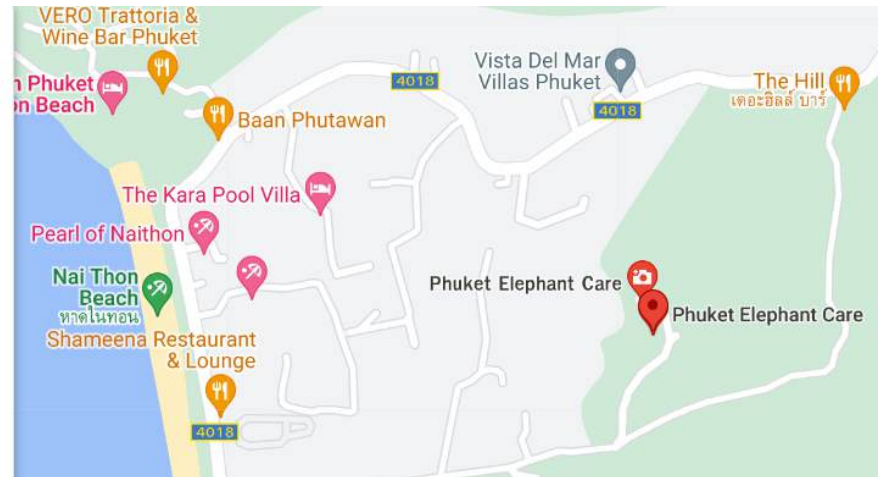 VERO Trattoria &
Wine Bar Phuket
Vista Del Mar
Villas Phuket
4018
4018
The Hill
เดอะฮิลล์ บาร์
Phuket
on Beach
Baan Phutawan
The Kara Pool Villa
Pearl of Naithon
Nai Thon
Beach
หาดในทอน
Phuket Elephant Care
Phuket Elephant Care
Shameena Restaurant
& Lounge
4018